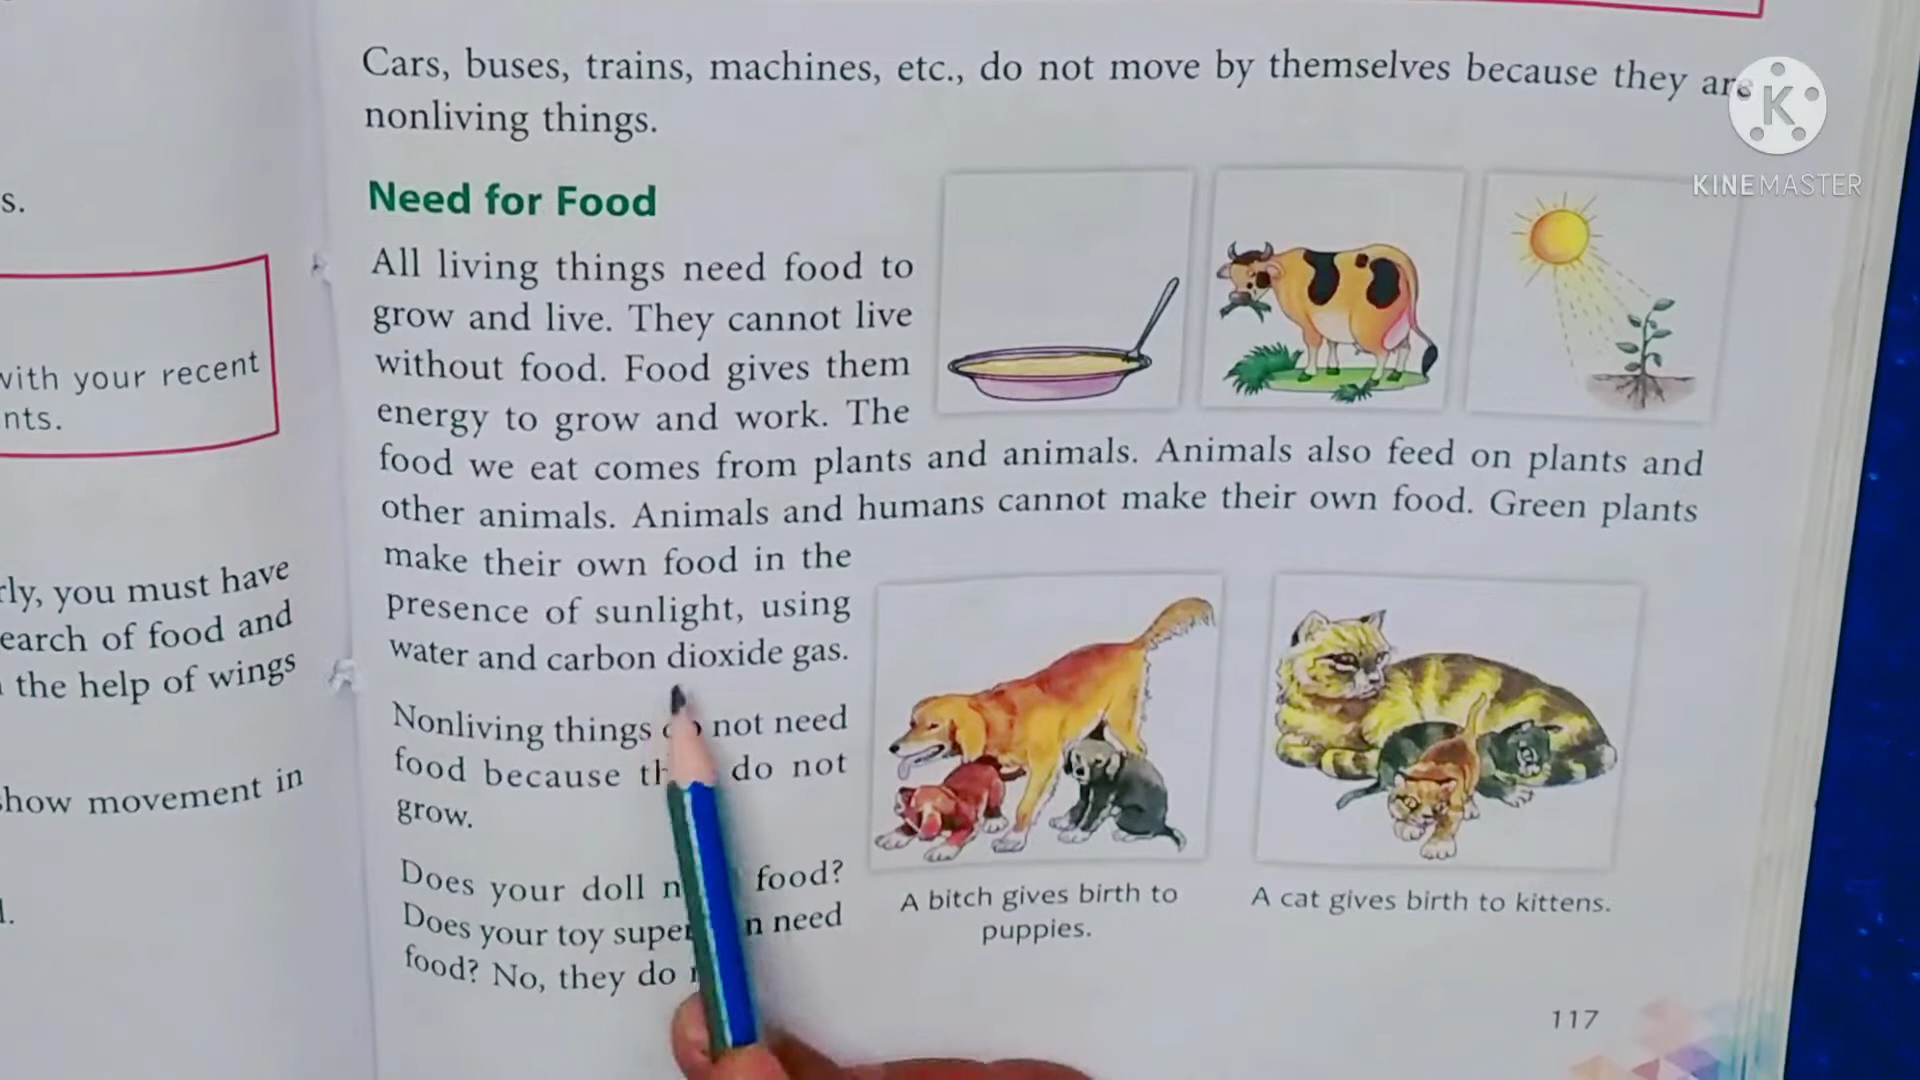 s.
with your recent
nts.
rly, you must have
earch of food and
the help of wings
show movement in
Cars, buses, trains, machines, etc., do not move by themselves because they are
nonliving things.
Need for Food
All living things need food to
grow and live. They cannot live
without food. Food gives them
energy to grow and work. The
food we eat comes from plants and animals. Animals also feed on plants and
other animals. Animals and humans cannot make their own food. Green plants
make their own food in the
presence of sunlight, using
water and carbon dioxide gas.
Nonliving things do not need
food because do not
grow.
Does your doll food?
Does your toy need
food? No, they do
A bitch gives birth to
puppies.
A cat gives birth to kittens.
117
K
KINEMASTER